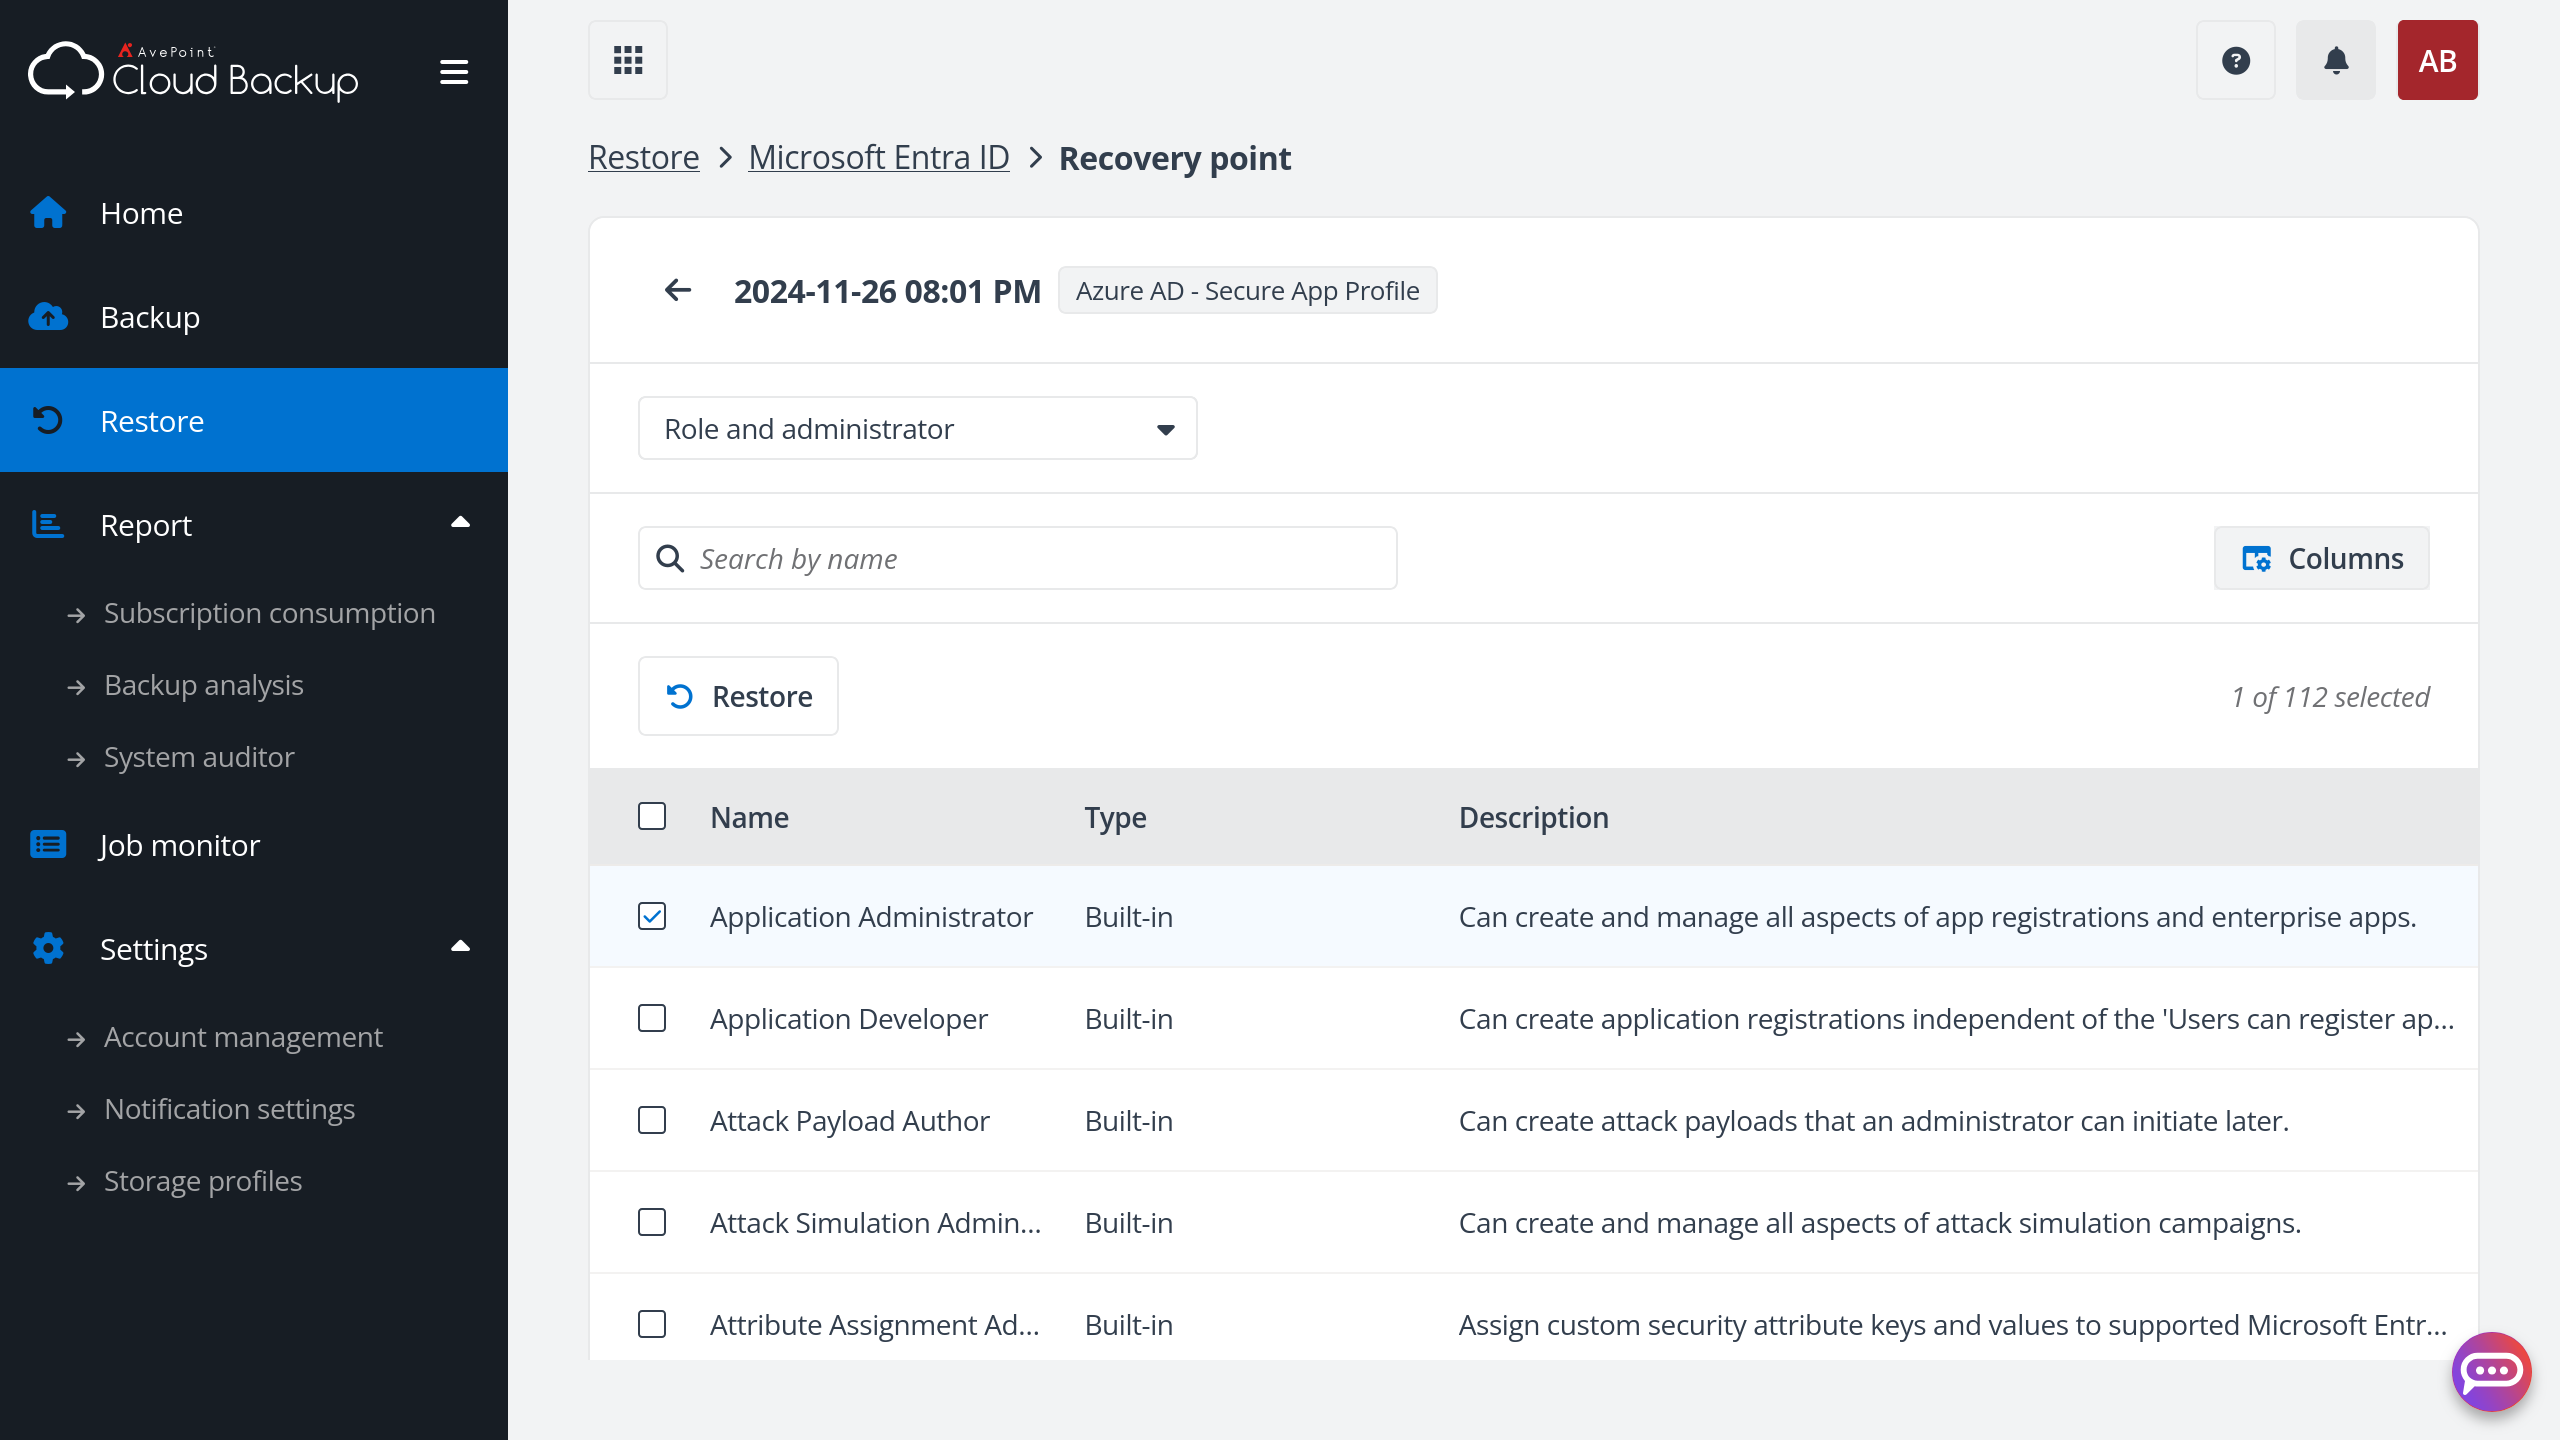 AvePoint
Cloud Backup
Home
Backup
Restore
Report
Subscription consumption
Backup analysis
System auditor
Job monitor
Settings
Account management
Notification settings
Storage profiles
AB
Restore > Microsoft Entra ID > Recovery point
2024-11-26 08:01 PM Azure AD - Secure App Profile
Role and administrator
Search by name
Columns
Restore
1 of 112 selected
Name Type Description
Application Administrator Built-in Can create and manage all aspects of app registrations and enterprise apps.
Application Developer Built-in Can create application registrations independent of the 'Users can register ap...
Attack Payload Author Built-in Can create attack payloads that an administrator can initiate later.
Attack Simulation Admin... Built-in Can create and manage all aspects of attack simulation campaigns.
Attribute Assignment Ad... Built-in Assign custom security attribute keys and values to supported Microsoft Entr...